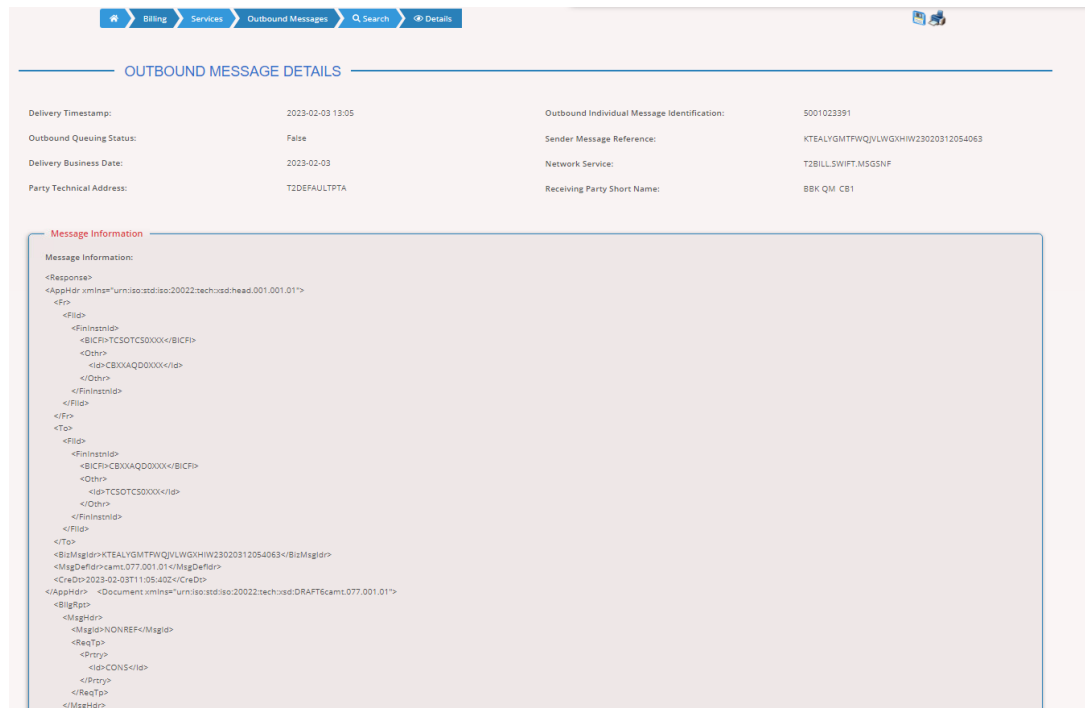 Billing Services Outbound Messages Search Details
OUTBOUND MESSAGE DETAILS
Delivery Timestamp: 2023-02-03 13:05 Outbound Individual Message Identification: 5001023391
Outbound Queuing Status: False Sender Message Reference: KTEALYGMTFWQJVLWGXHIW23020312054063
Delivery Business Date: 2023-02-03 Network Service: T2BILL.SWIFT.MSGSNF
Party Technical Address: T2DEFAULTPTA Receiving Party Short Name: BBK QM CB1
Message Information
Message Information:
<Response>
<AppHdr xmlns="urn:iso:std:iso:20022:tech:xsd:head.001.001.01">
<Fr>
<FIId>
<FinInstnId>
<BICFI>TCSOTCS0XXX</BICFI>
<Othr>
<Id>CBXXAQD0XXX</Id>
</Othr>
</FinInstnId>
</FIId>
</Fr>
<To>
<FIId>
<FinInstnId>
<BICFI>CBXXAQD0XXX</BICFI>
<Othr>
<Id>TCSOTCS0XXX</Id>
</Othr>
</FinInstnId>
</FIId>
</To>
<BizMsgIdr>KTEALYGMTFWQJVLWGXHIW23020312054063</BizMsgIdr>
<MsgDefIdr>camt.077.001.01</MsgDefIdr>
<CreDt>2023-02-03T11:05:40Z</CreDt>
</AppHdr> <Document xmlns="urn:iso:std:iso:20022:tech:xsd:DRAFT6camt.077.001.01">
<BllgRpt>
<MsgHdr>
<MsgId>NONREF</MsgId>
<ReqTp>
<Prtry>
<Id>CONS</Id>
</Prtry>
</ReqTp>
</MsgHdr>